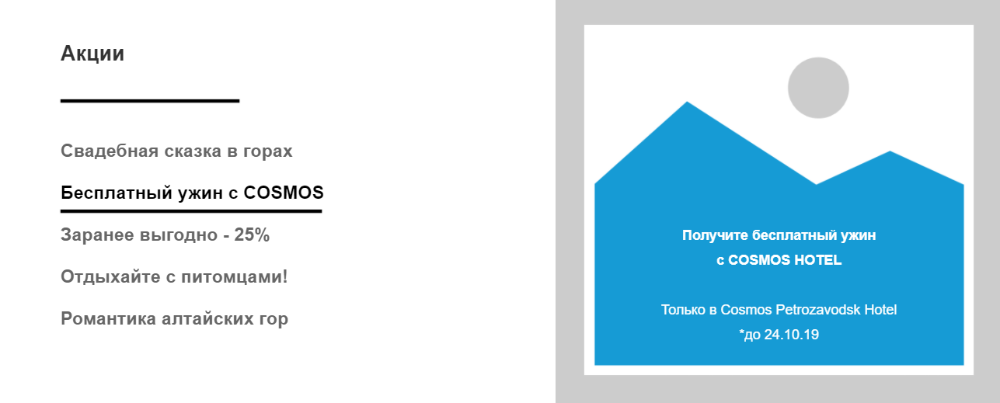 Акции
Свадебная сказка в горах
Бесплатный ужин с COSMOS
Заранее выгодно - 25%
Отдыхайте с питомцами!
Романтика алтайских гор
Получите бесплатный ужин
с COSMOS HOTEL
Только в Cosmos Petrozavodsk Hotel
*до 24.10.19